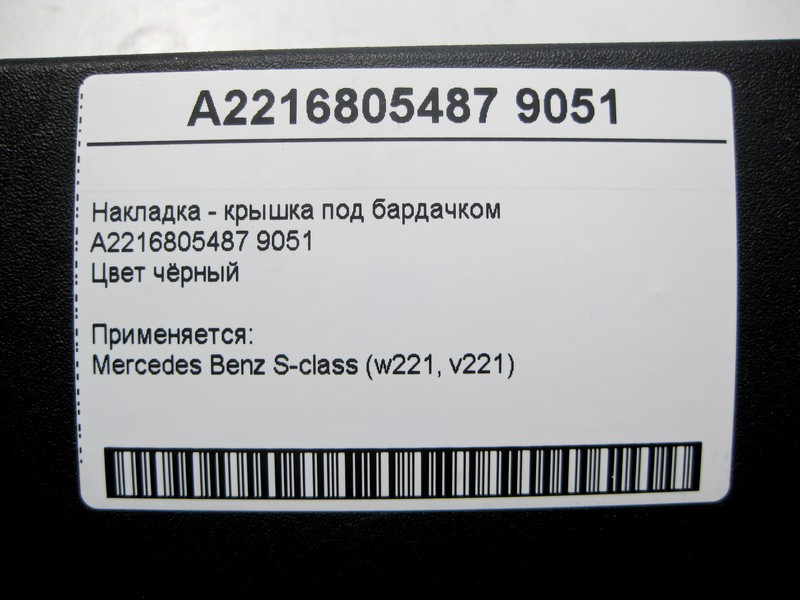 A2216805487 9051
Накладка - крышка под бардачком
A2216805487 9051
Цвет чёрный
Применяется:
Mercedes Benz S-class (w221, v221)